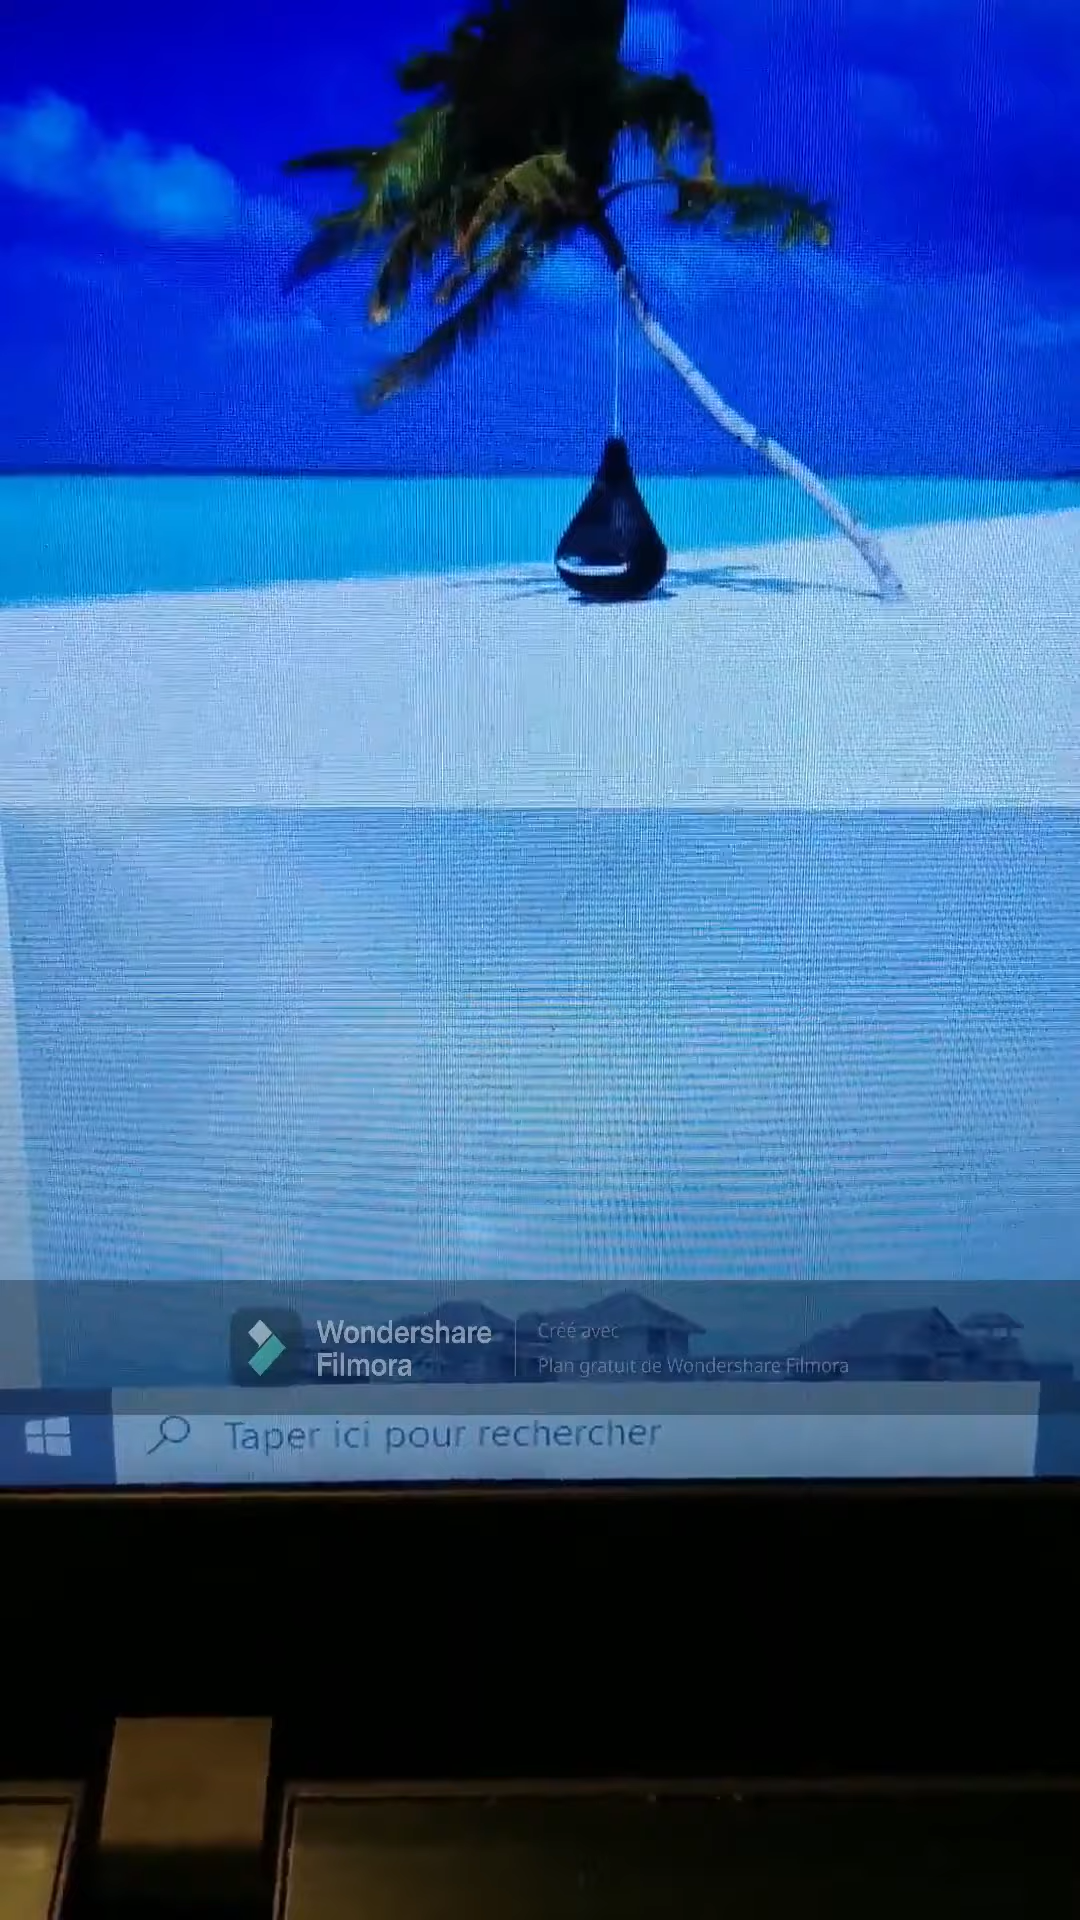 Wondershare
Filmora
Créé avec
Plan gratuit de Wondershare Filmora
Taper ici pour rechercher